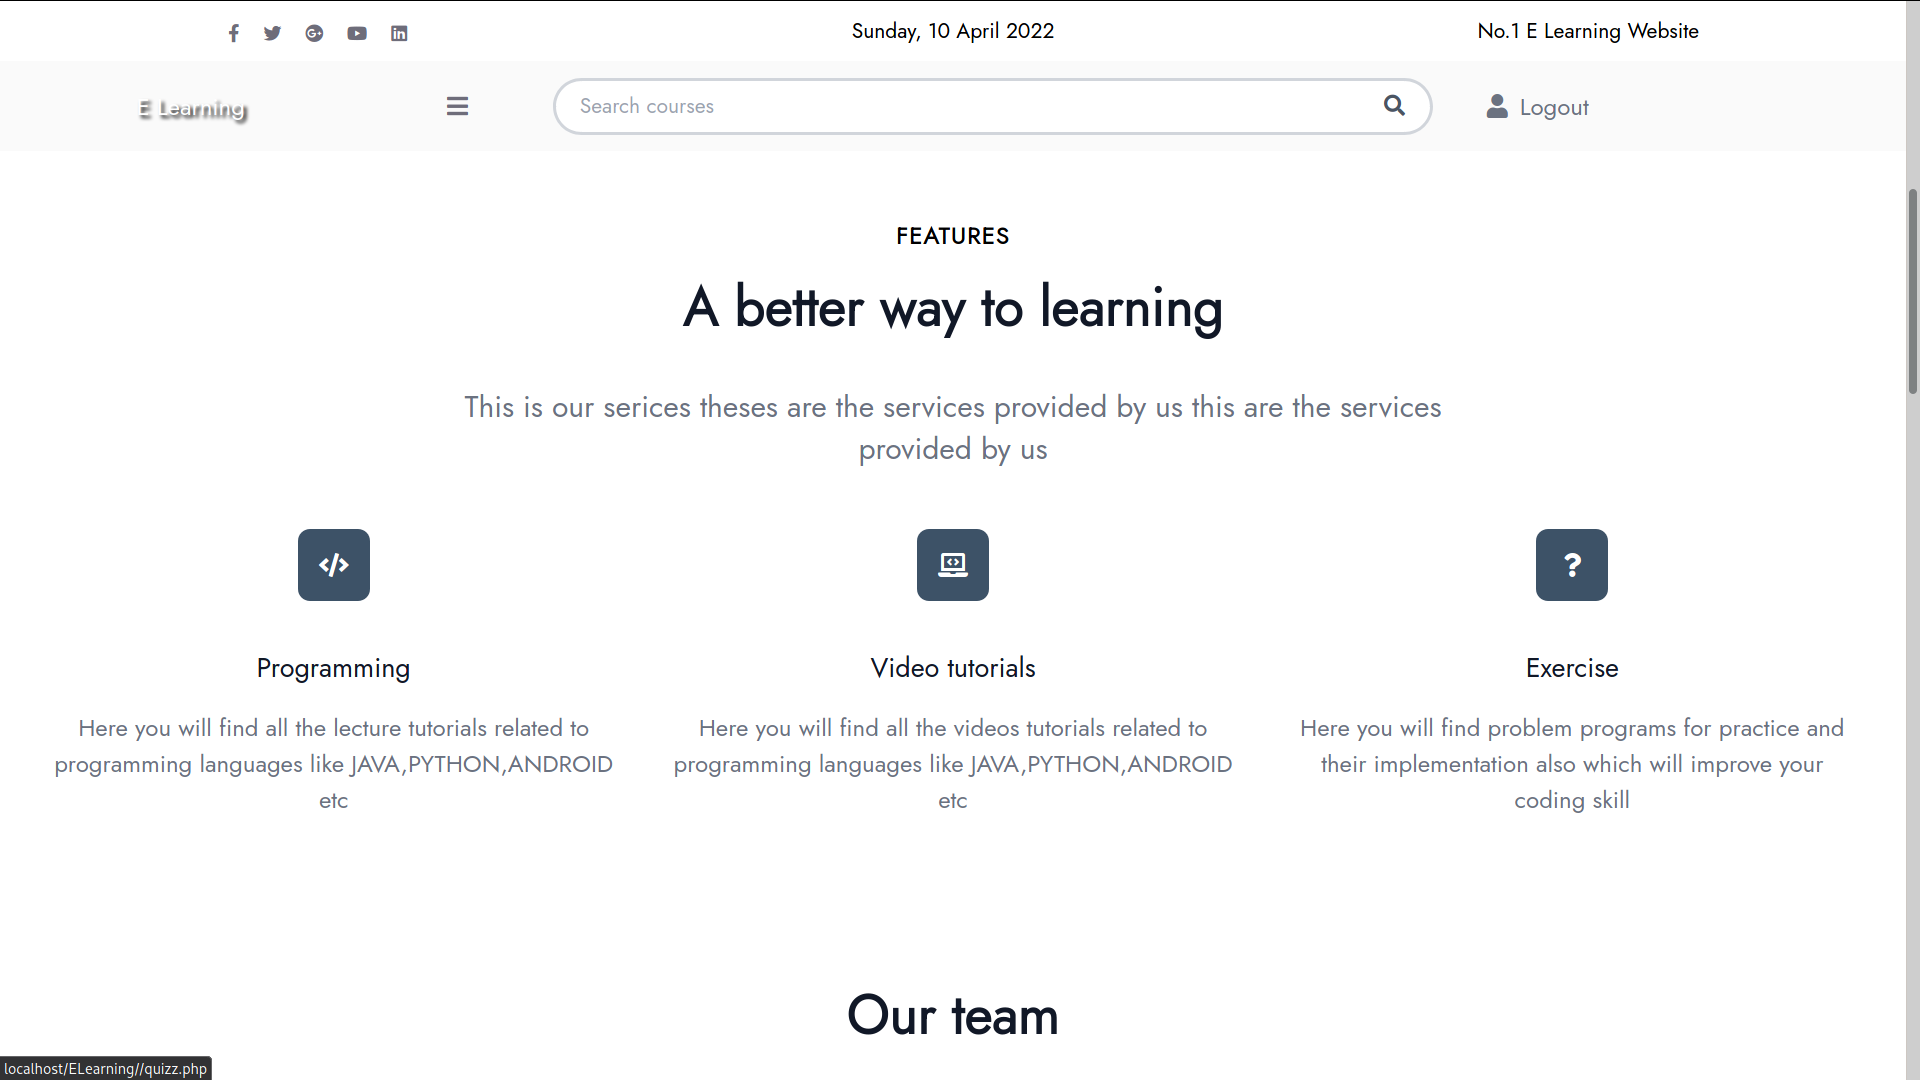 Sunday, 10 April 2022
No.1 E Learning Website
E Learning
Search courses
Logout
FEATURES
A better way to learning
This is our serices theses are the services provided by us this are the services
provided by us
Programming
Here you will find all the lecture tutorials related to
programming languages like JAVA,PYTHON,ANDROID
etc
Video tutorials
Here you will find all the videos tutorials related to
programming languages like JAVA,PYTHON,ANDROID
etc
Exercise
Here you will find problem programs for practice and
their implementation also which will improve your
coding skill
Our team
localhost/ELearning//quizz.php